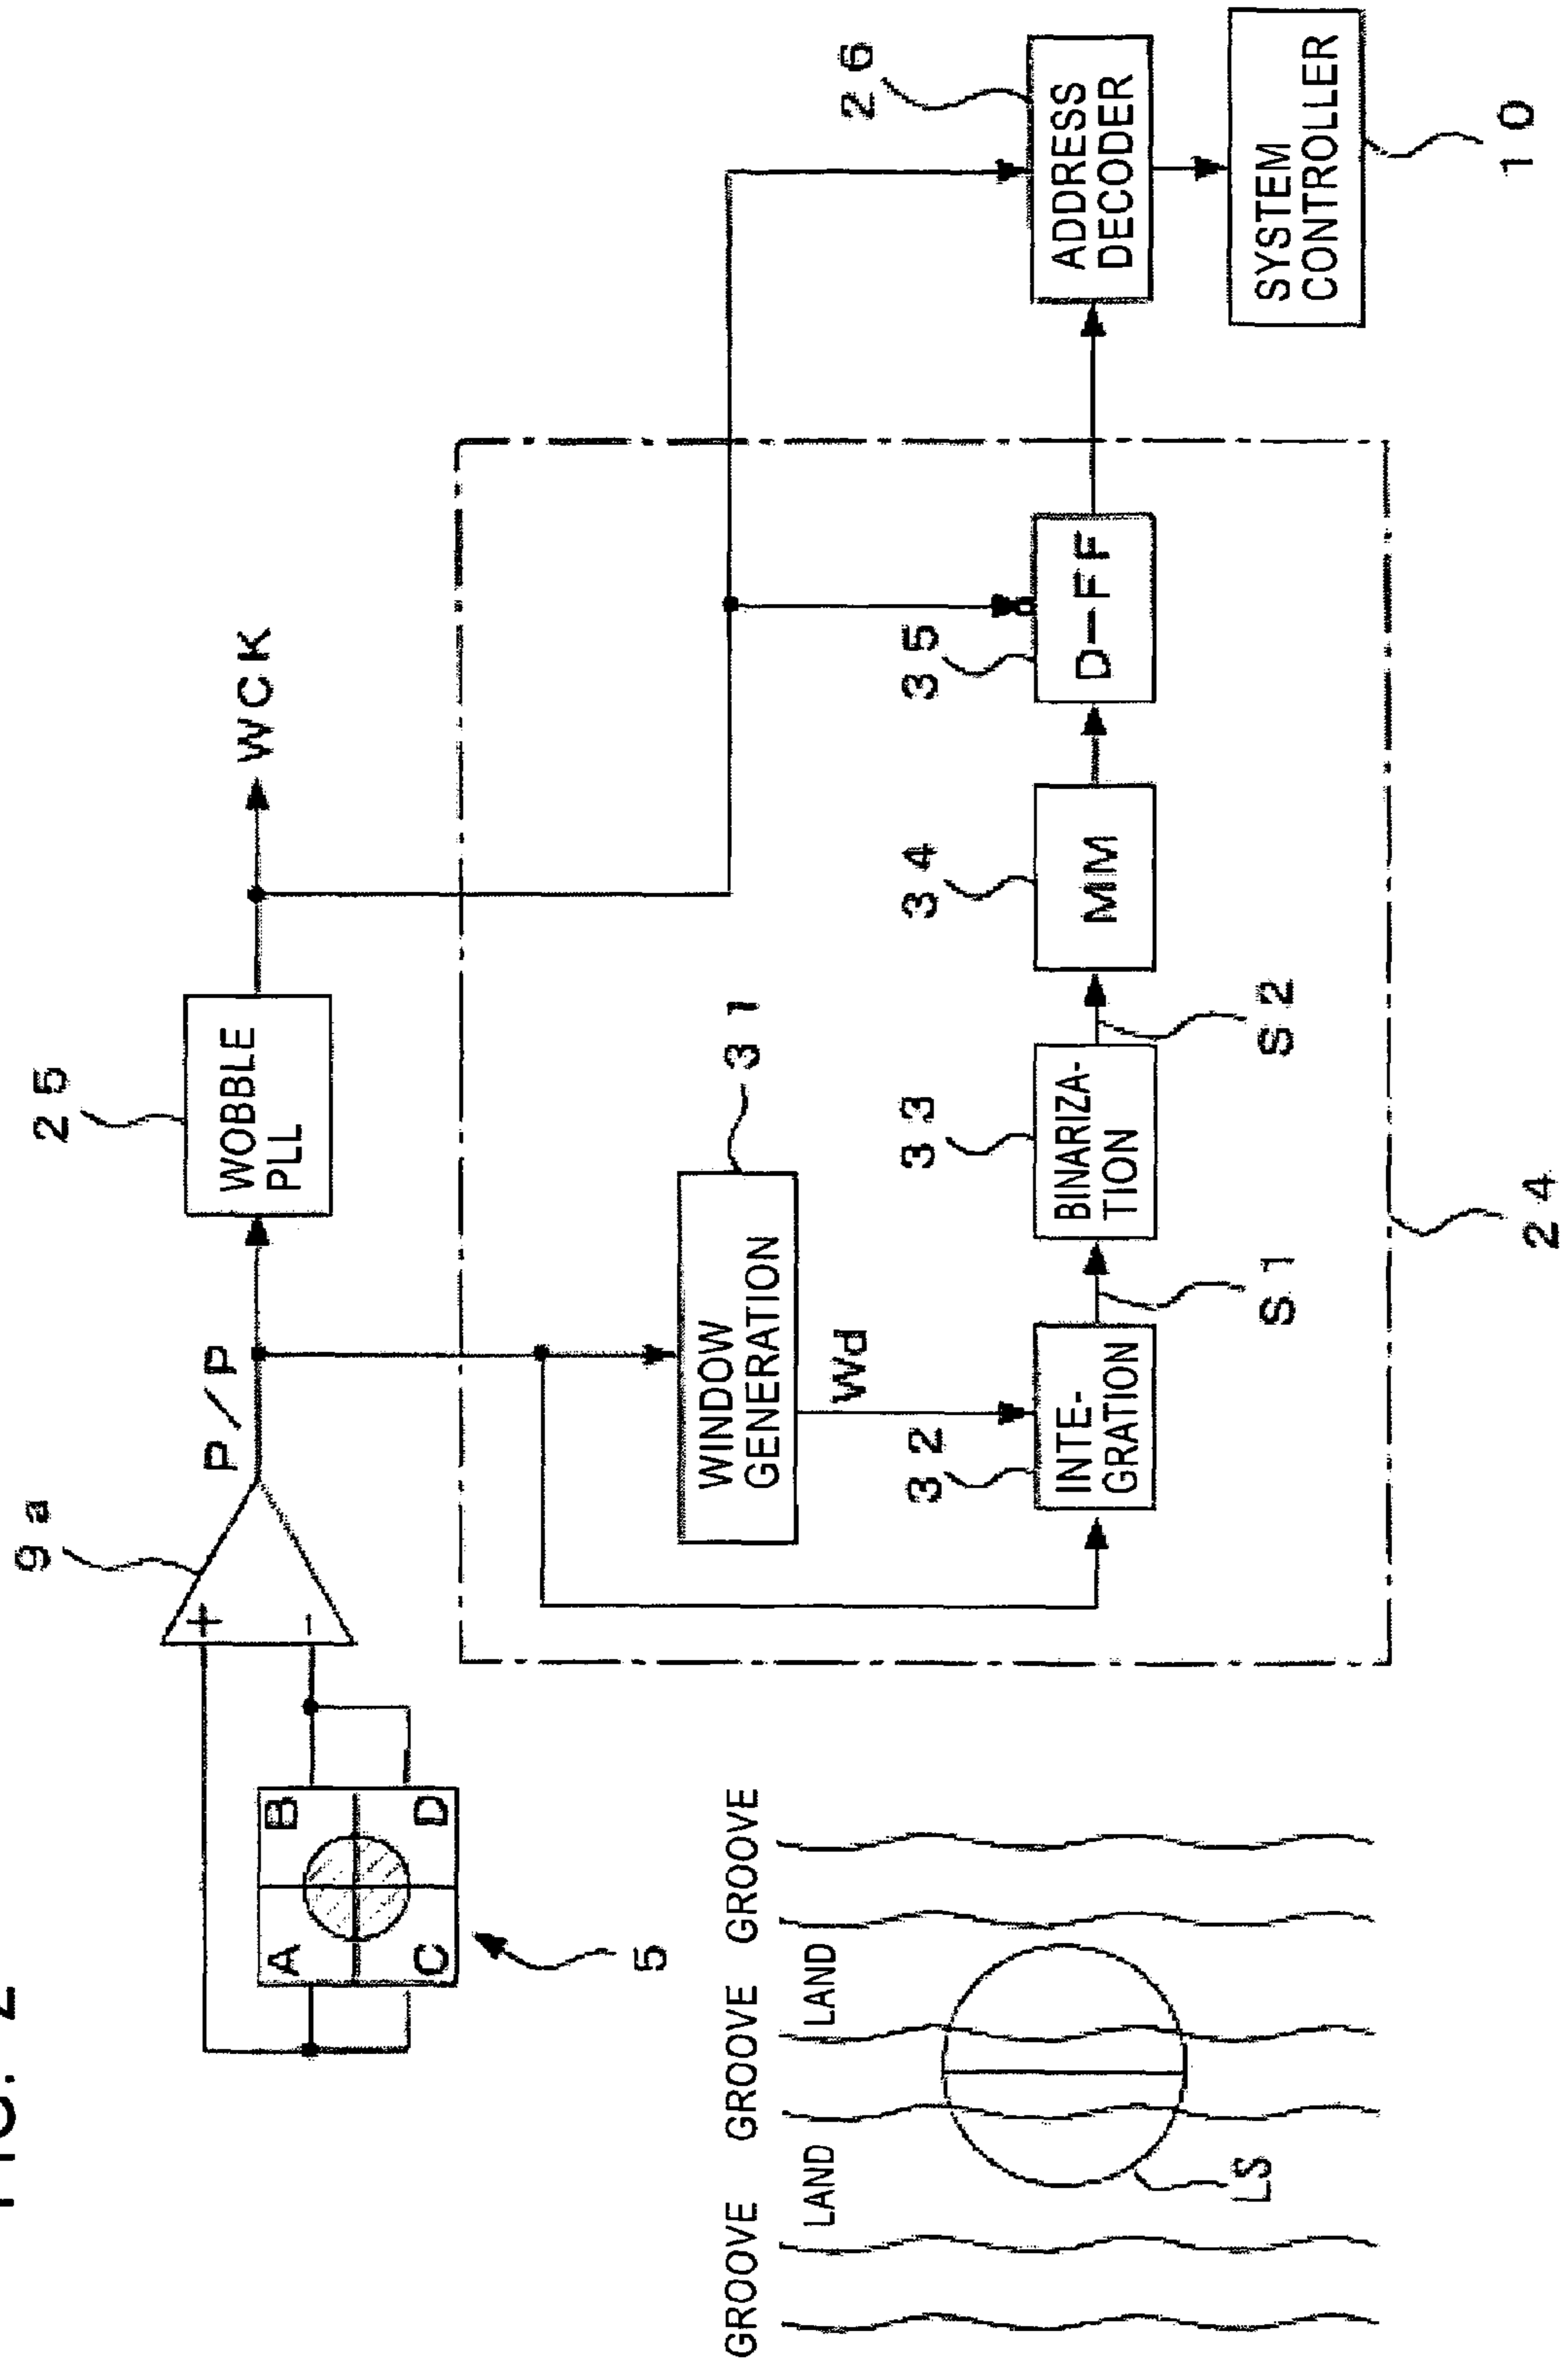 FIG. 2
9a
P/P
+
-
25
WOBBLE
PLL
WCK
A
B
C
D
5
31
WINDOW
GENERATION
Wd
26
ADDRESS
DECODER
32
INTE-
GRATION
33
BINARIZA-
TION
34
MM
35
D-FF
S1
S2
SYSTEM
CONTROLLER
10
24
GROOVE
GROOVE
GROOVE
LAND
LAND
LS